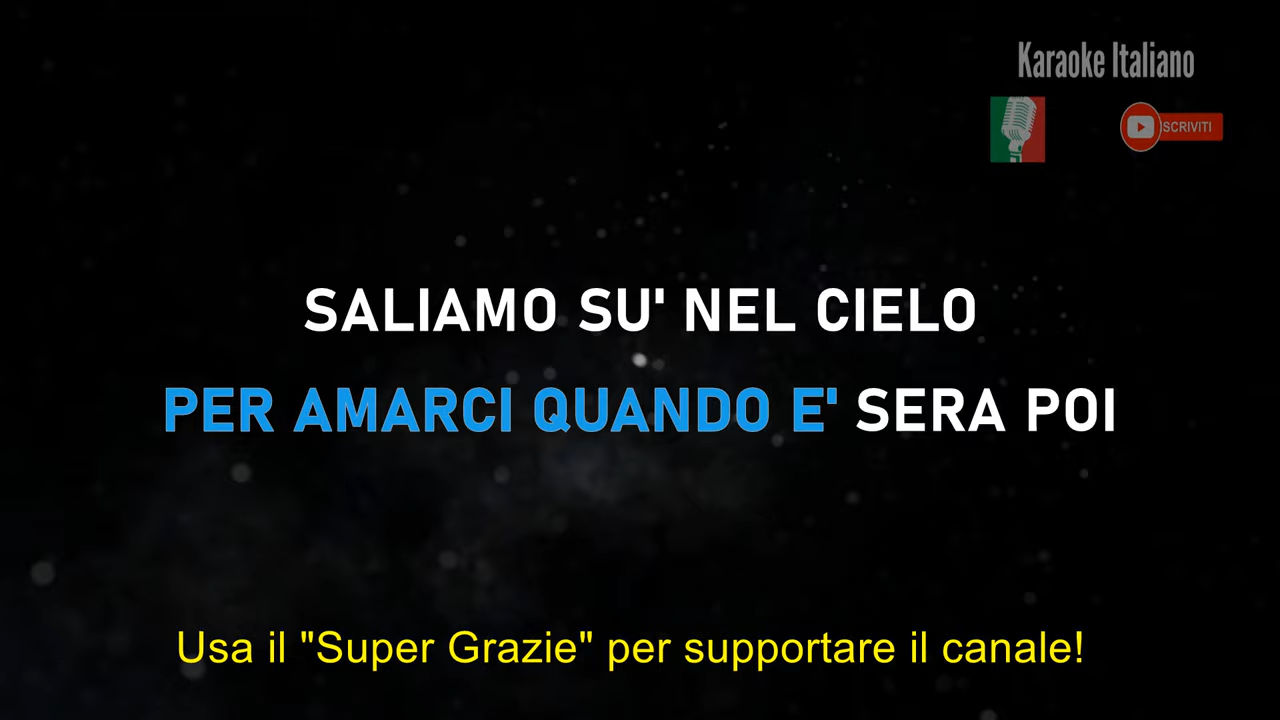 Karaoke Italiano
ISCRIVITI
SALIAMO SU' NEL CIELO
PER AMARCI QUANDO E' SERA POI
Usa il "Super Grazie" per supportare il canale!